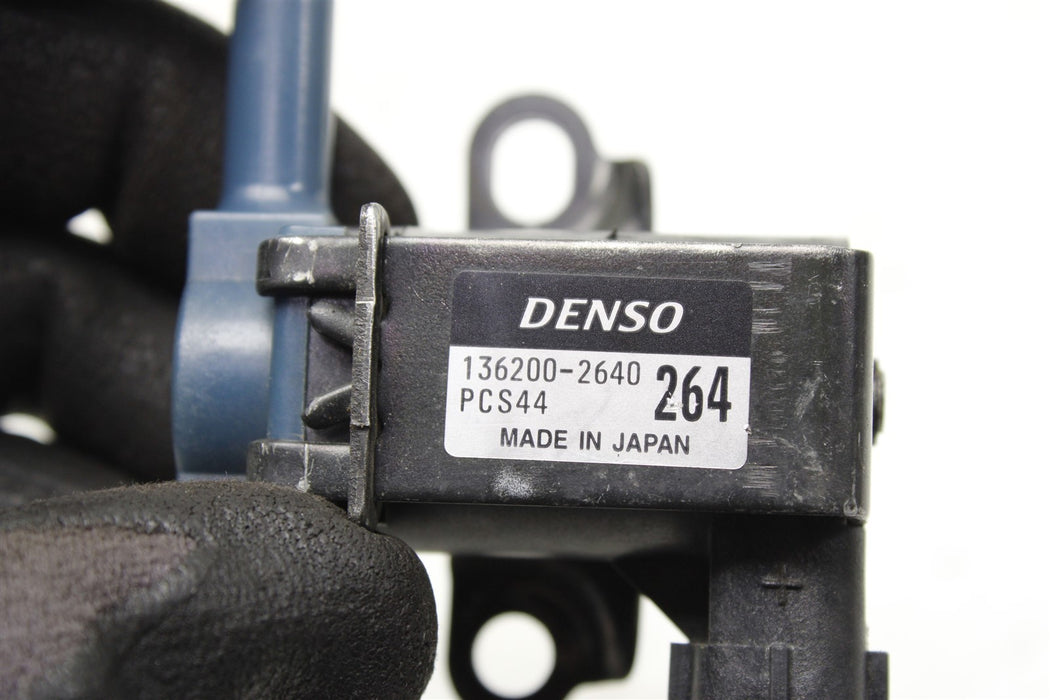 DENSO
136200-2640
PCS44
264
MADE IN JAPAN
+